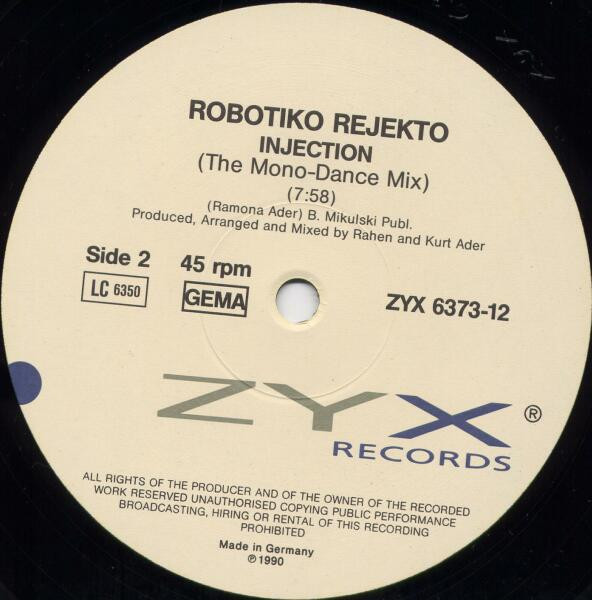 ROBOTIKO REJEKTO
INJECTION
(The Mono-Dance Mix)
(7:58)
(Ramona Ader) B. Mikulski Publ.
Produced, Arranged and Mixed by Rahen and Kurt Ader
Side 2 45 rpm
LC 6350 GEMA ZYX 6373-12
ZYX ®
RECORDS
ALL RIGHTS OF THE PRODUCER AND OF THE OWNER OF THE RECORDED
WORK RESERVED UNAUTHORISED COPYING PUBLIC PERFORMANCE
BROADCASTING, HIRING OR RENTAL OF THIS RECORDING
PROHIBITED
Made in Germany
℗ 1990